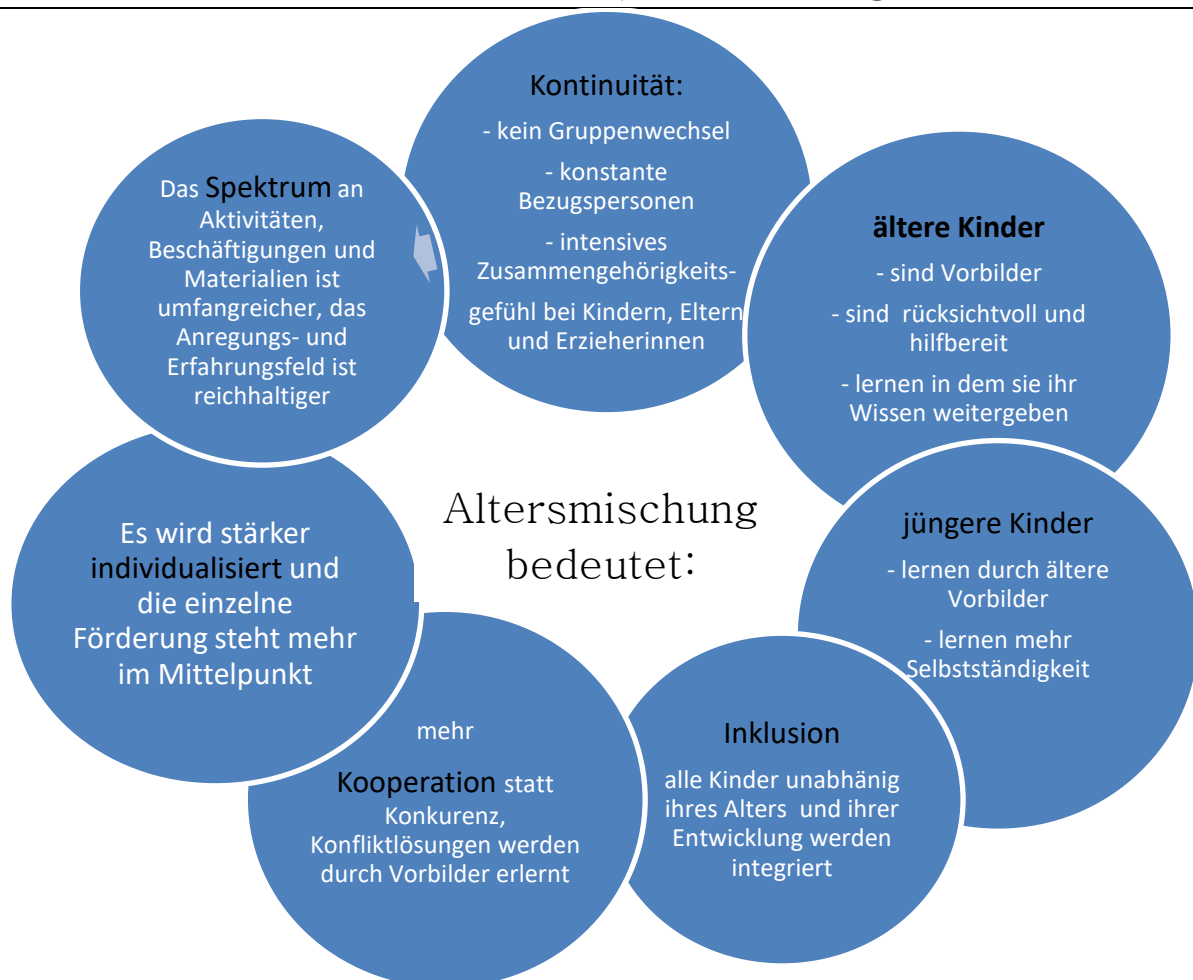 Kontinuität:
- kein Gruppenwechsel
- konstante
Bezugspersonen
- intensives
Zusammengehörigkeits-
gefühl bei Kindern, Eltern
und Erzieherinnen
ältere Kinder
- sind Vorbilder
- sind  rücksichtvoll und
hilfbereit
- lernen in dem sie ihr
Wissen weitergeben
jüngere Kinder
- lernen durch ältere
Vorbilder
- lernen mehr
Selbstständigkeit
Inklusion
alle Kinder unabhänig
ihres Alters  und ihrer
Entwicklung werden
integriert
mehr
Kooperation statt
Konkurenz,
Konfliktlösungen werden
durch Vorbilder erlernt
Es wird stärker
individualisiert und
die einzelne
Förderung steht mehr
im Mittelpunkt
Das Spektrum an
Aktivitäten,
Beschäftigungen und
Materialien ist
umfangreicher, das
Anregungs- und
Erfahrungsfeld ist
reichhaltiger
Altersmischung
bedeutet: